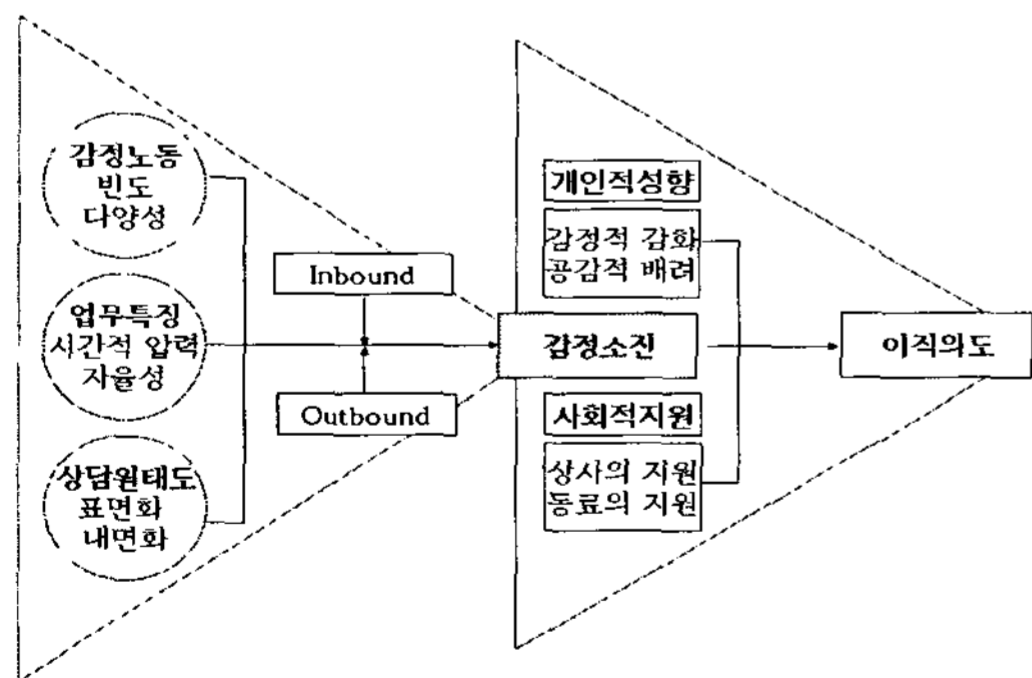 감정노동
빈도
다양성
업무특징
시간적 압력
자율성
상담원태도
표면화
내면화
Inbound
Outbound
개인적성향
감정적 감화
공감적 배려
감정소진
사회적지원
상사의 지원
동료의 지원
이직의도